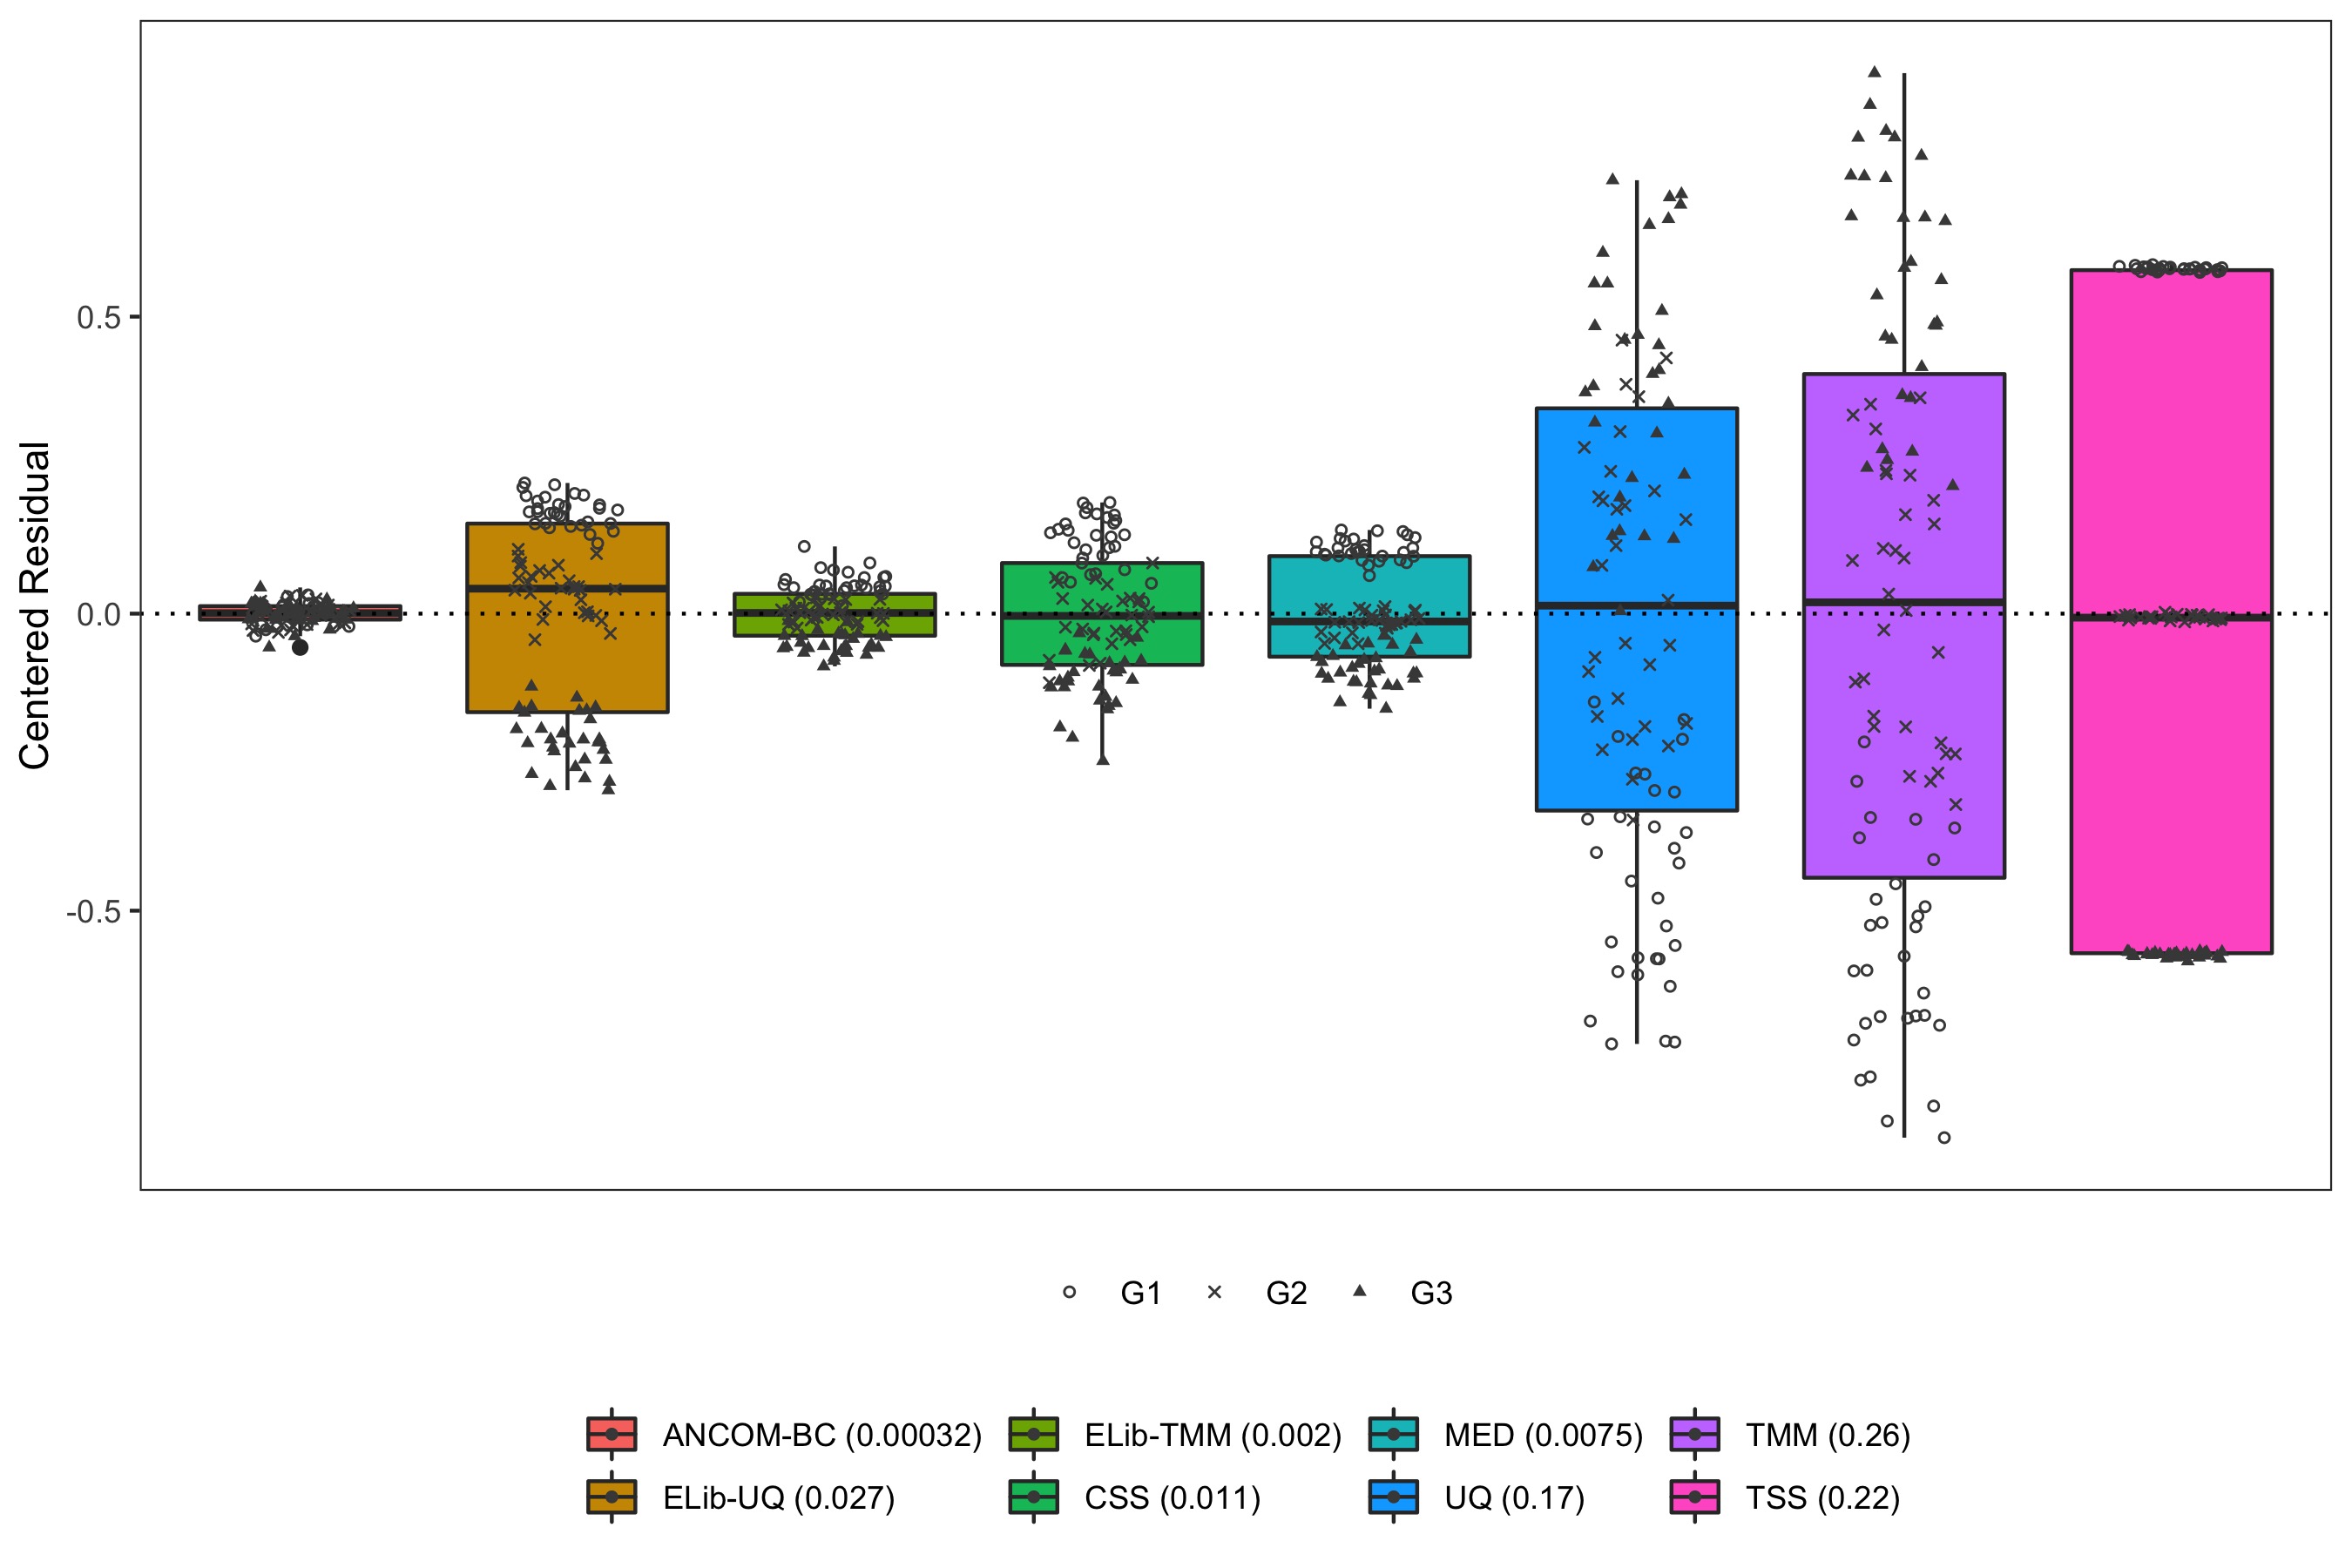 Centered Residual
0.5
0.0
-0.5
G1 G2 G3
ANCOM-BC (0.00032) ELib-TMM (0.002) MED (0.0075) TMM (0.26)
ELib-UQ (0.027) CSS (0.011) UQ (0.17) TSS (0.22)